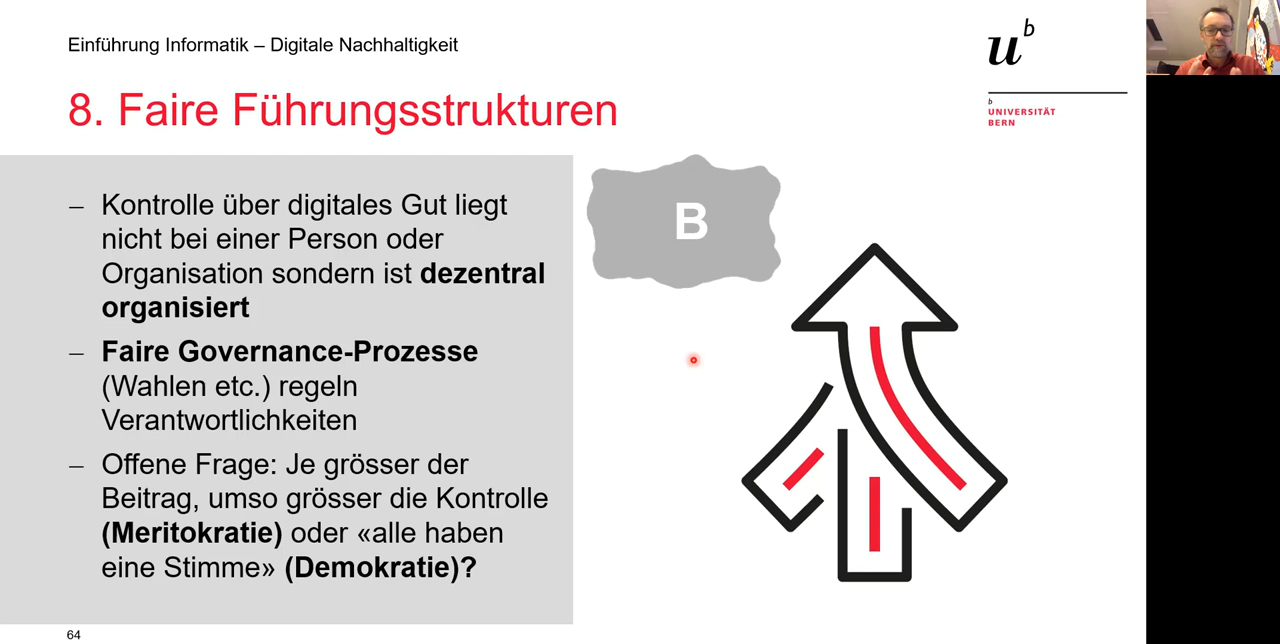 Einführung Informatik – Digitale Nachhaltigkeit
u^b
b
UNIVERSITÄT
BERN
8. Faire Führungsstrukturen
– Kontrolle über digitales Gut liegt
nicht bei einer Person oder
Organisation sondern ist dezentral
organisiert
– Faire Governance-Prozesse
(Wahlen etc.) regeln
Verantwortlichkeiten
– Offene Frage: Je grösser der
Beitrag, umso grösser die Kontrolle
(Meritokratie) oder «alle haben
eine Stimme» (Demokratie)?
B
64